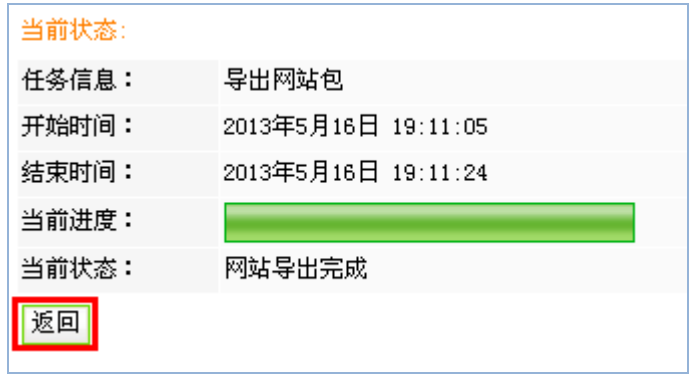 当前状态:
任务信息： 导出网站包
开始时间： 2013年5月16日 19:11:05
结束时间： 2013年5月16日 19:11:24
当前进度：
当前状态： 网站导出完成
返回